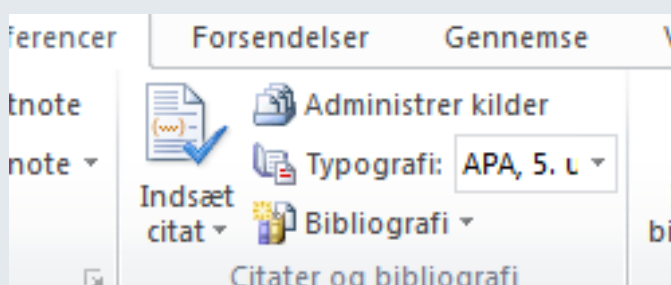 ferencer Forsendelser Gennemse
tnote
note
Indsæt
citat
Administrer kilder
Typografi: APA, 5. u
Bibliografi
bi
Citater og bibliografi